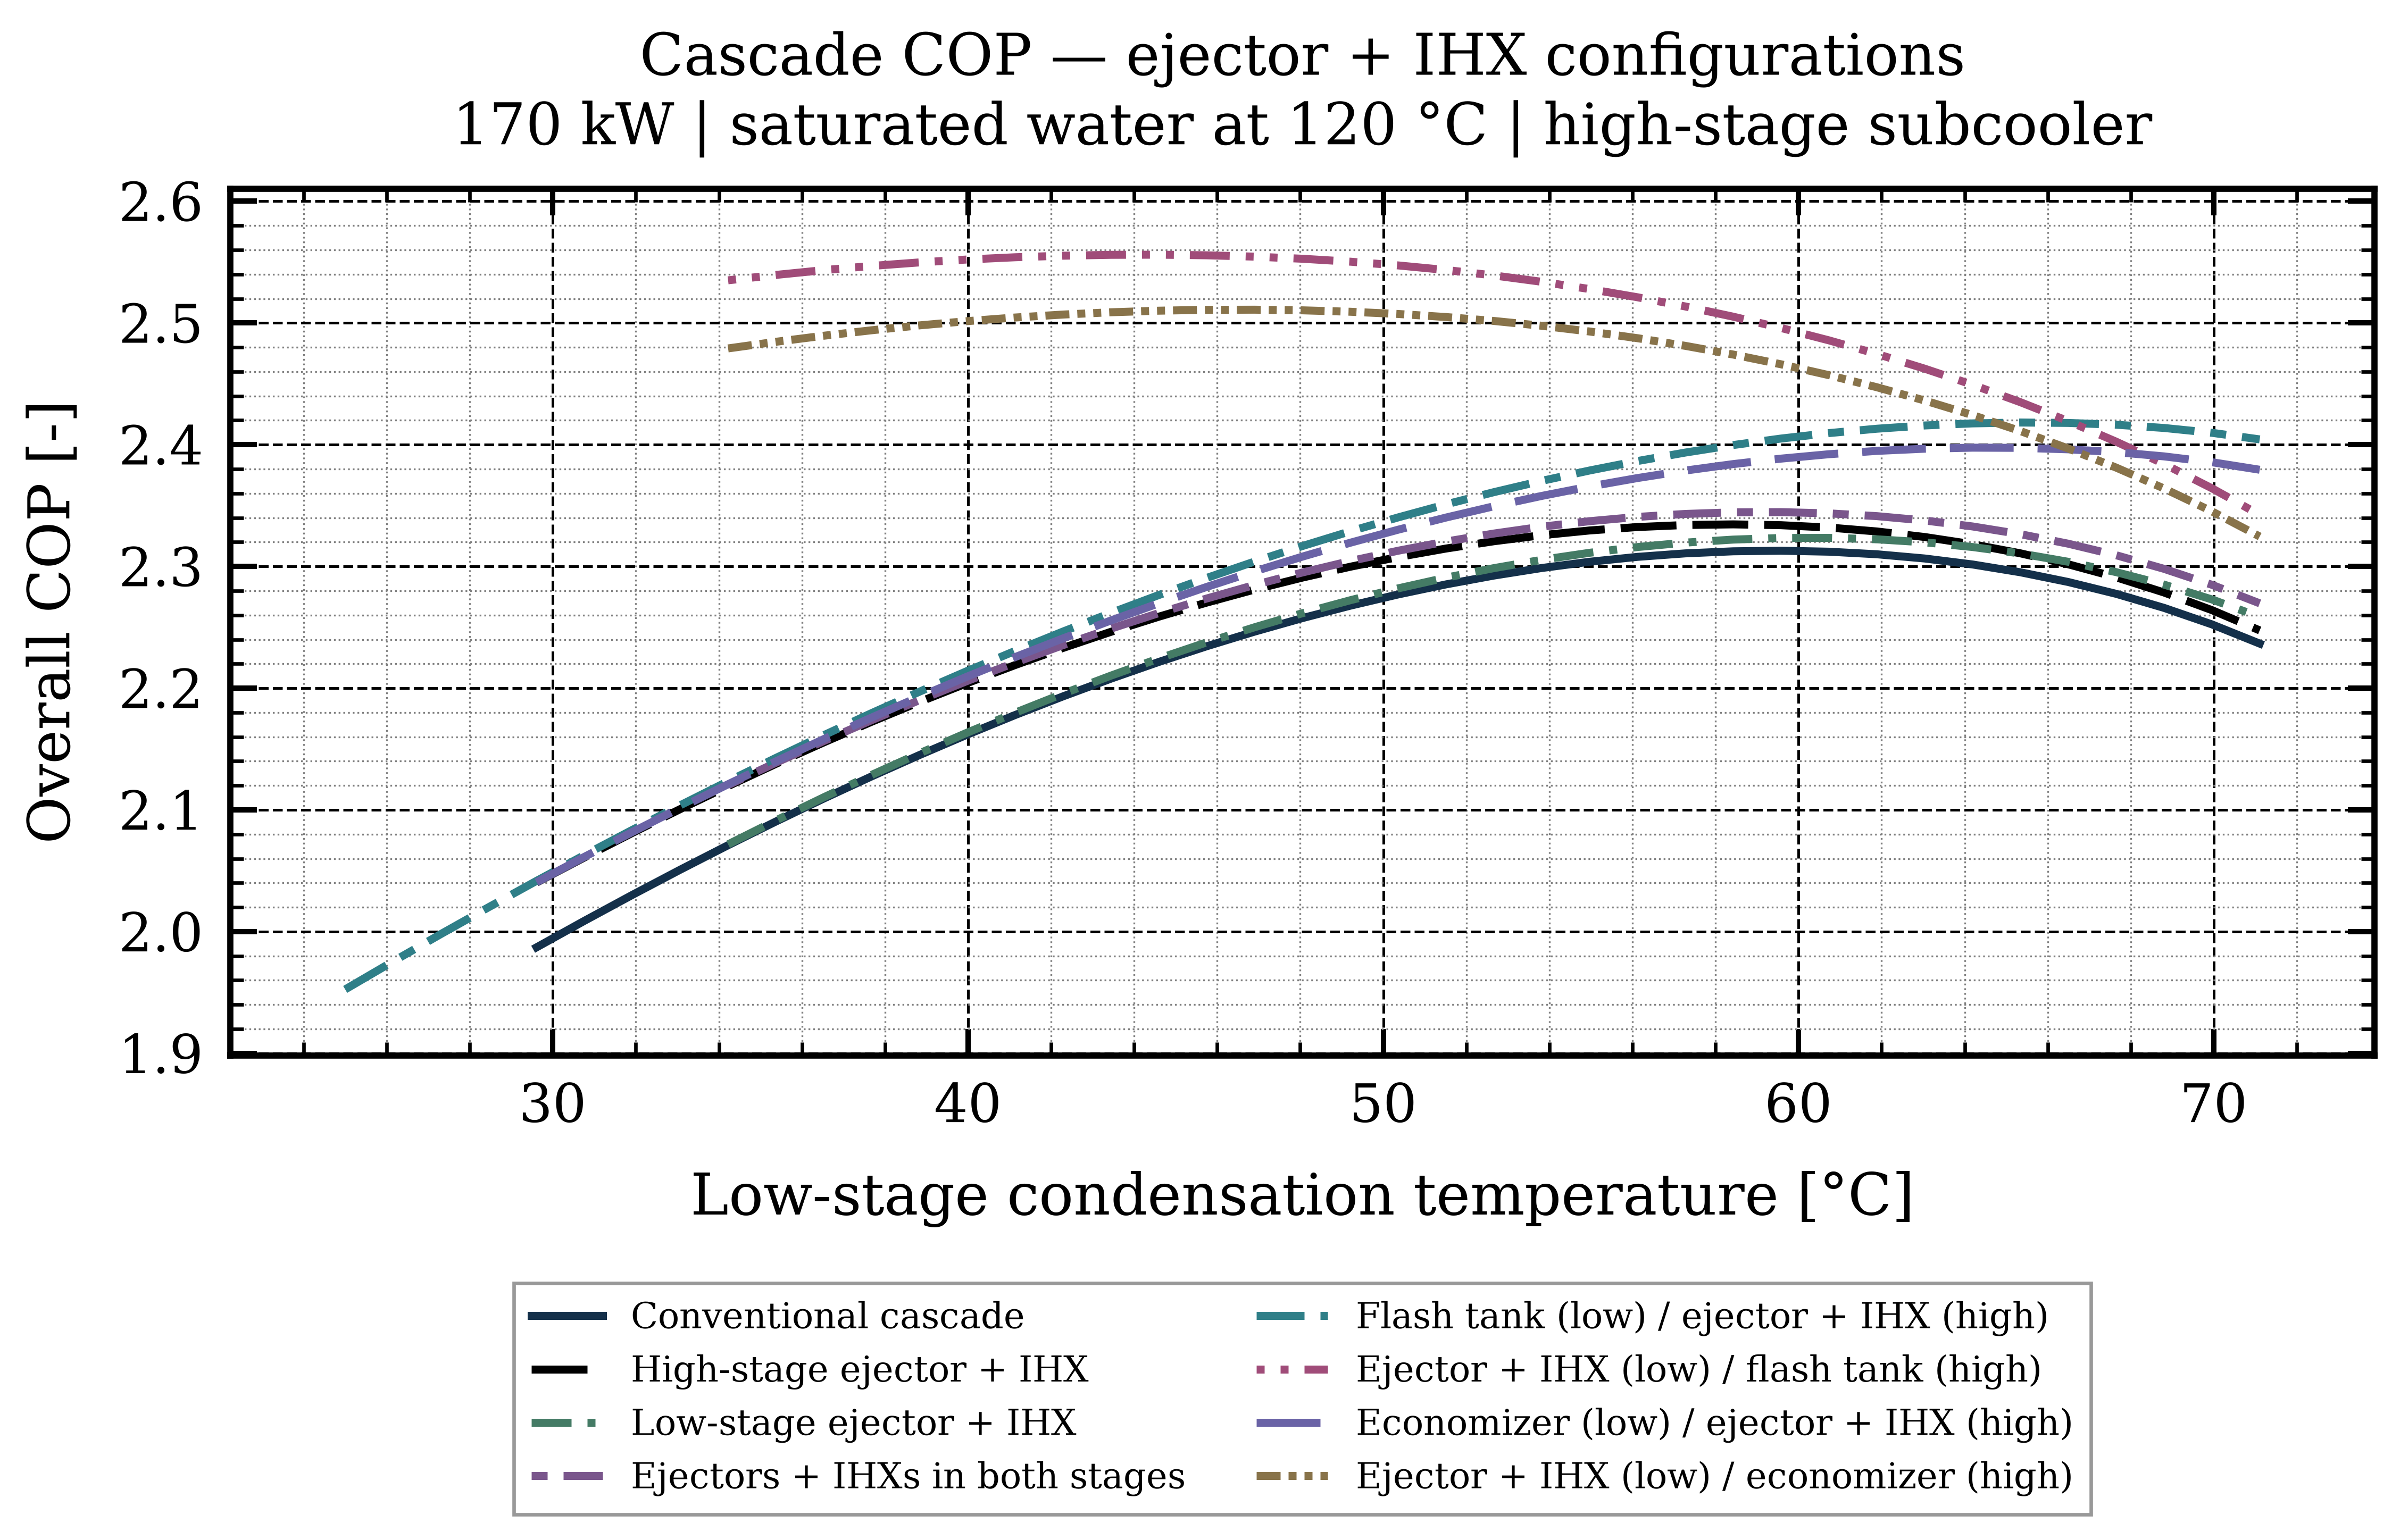 Cascade COP — ejector + IHX configurations
170 kW | saturated water at 120 °C | high-stage subcooler
Overall COP [-]
2.6
2.5
2.4
2.3
2.2
2.1
2.0
1.9
30 40 50 60 70
Low-stage condensation temperature [°C]
Conventional cascade
High-stage ejector + IHX
Low-stage ejector + IHX
Ejectors + IHXs in both stages
Flash tank (low) / ejector + IHX (high)
Ejector + IHX (low) / flash tank (high)
Economizer (low) / ejector + IHX (high)
Ejector + IHX (low) / economizer (high)